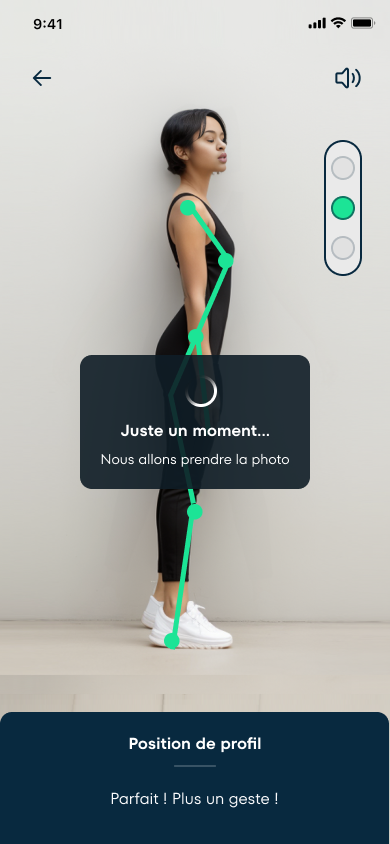 9:41
Juste un moment...
Nous allons prendre la photo
Position de profil
Parfait ! Plus un geste !